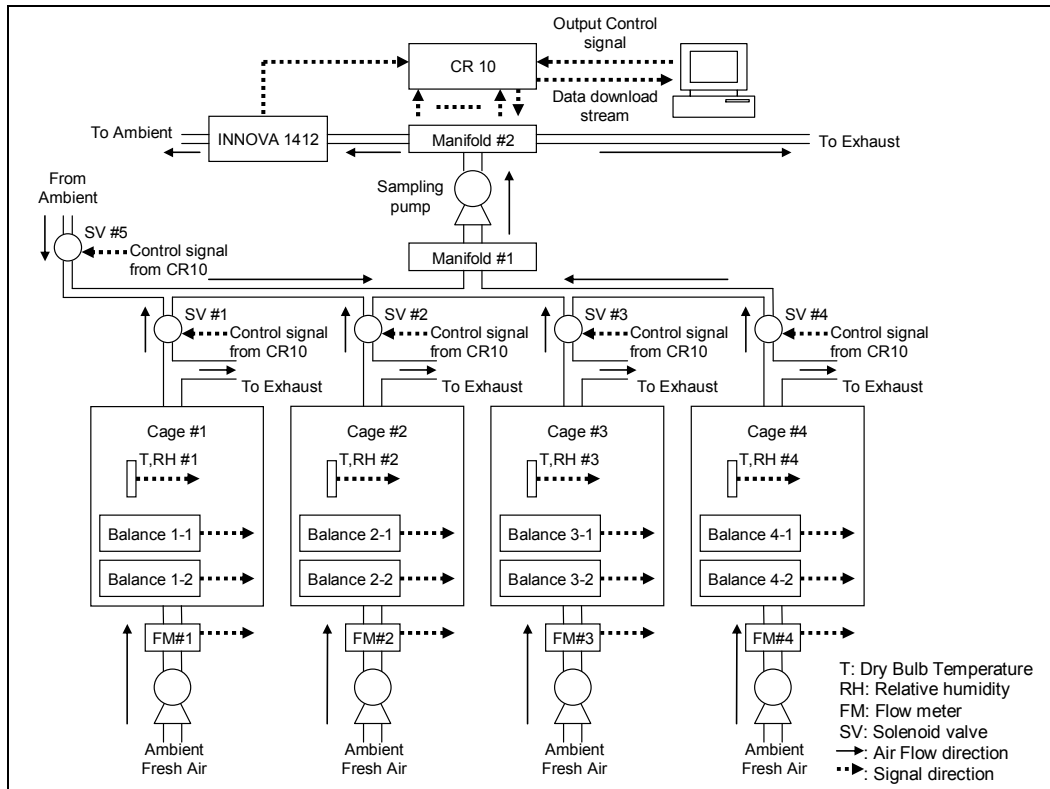 Output Control
signal
CR 10
Data download
stream
To Ambient
INNOVA 1412
Manifold #2
To Exhaust
From
Ambient
Sampling
pump
SV #5
Control signal
from CR10
Manifold #1
SV #1
SV #2
SV #3
SV #4
Control signal
from CR10
Control signal
from CR10
Control signal
from CR10
Control signal
from CR10
To Exhaust
To Exhaust
To Exhaust
To Exhaust
Cage #1
Cage #2
Cage #3
Cage #4
T,RH #1
T,RH #2
T,RH #3
T,RH #4
Balance 1-1
Balance 2-1
Balance 3-1
Balance 4-1
Balance 1-2
Balance 2-2
Balance 3-2
Balance 4-2
FM#1
FM#2
FM#3
FM#4
Ambient
Fresh Air
Ambient
Fresh Air
Ambient
Fresh Air
Ambient
Fresh Air
T: Dry Bulb Temperature
RH: Relative humidity
FM: Flow meter
SV: Solenoid valve
: Air Flow direction
: Signal direction